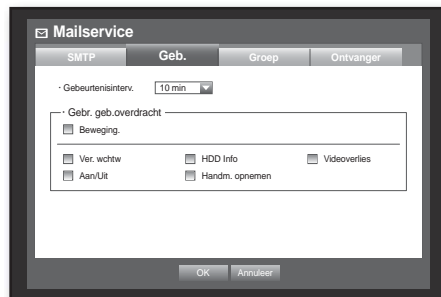 Mailservice
SMTP Geb. Groep Ontvanger
· Gebeurtenisinterv. 10 min
· Gebr. geb.overdracht
Beweging.
Ver. wchtw HDD Info Videoverlies
Aan/Uit Handm. opnemen
OK Annuleer